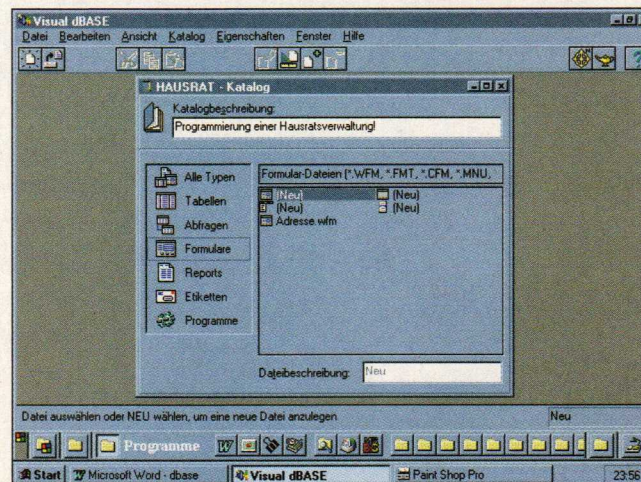 Visual dBASE
Datei Bearbeiten Ansicht Katalog Eigenschaften Fenster Hilfe
HAUSRAT - Katalog
Katalogbeschreibung:
Programmierung einer Hausratsverwaltung!
Alle Typen
Tabellen
Abfragen
Formulare
Reports
Etiketten
Programme
Formular-Dateien (*.WFM, *.FMT, *.CFM, *.MNU,
(Neu) (Neu)
(Neu) (Neu)
Adresse.wfm
Dateibeschreibung: Neu
Datei auswählen oder NEU wählen, um eine neue Datei anzulegen. Neu
Programme
Start Microsoft Word - dbase Visual dBASE Paint Shop Pro 23:56